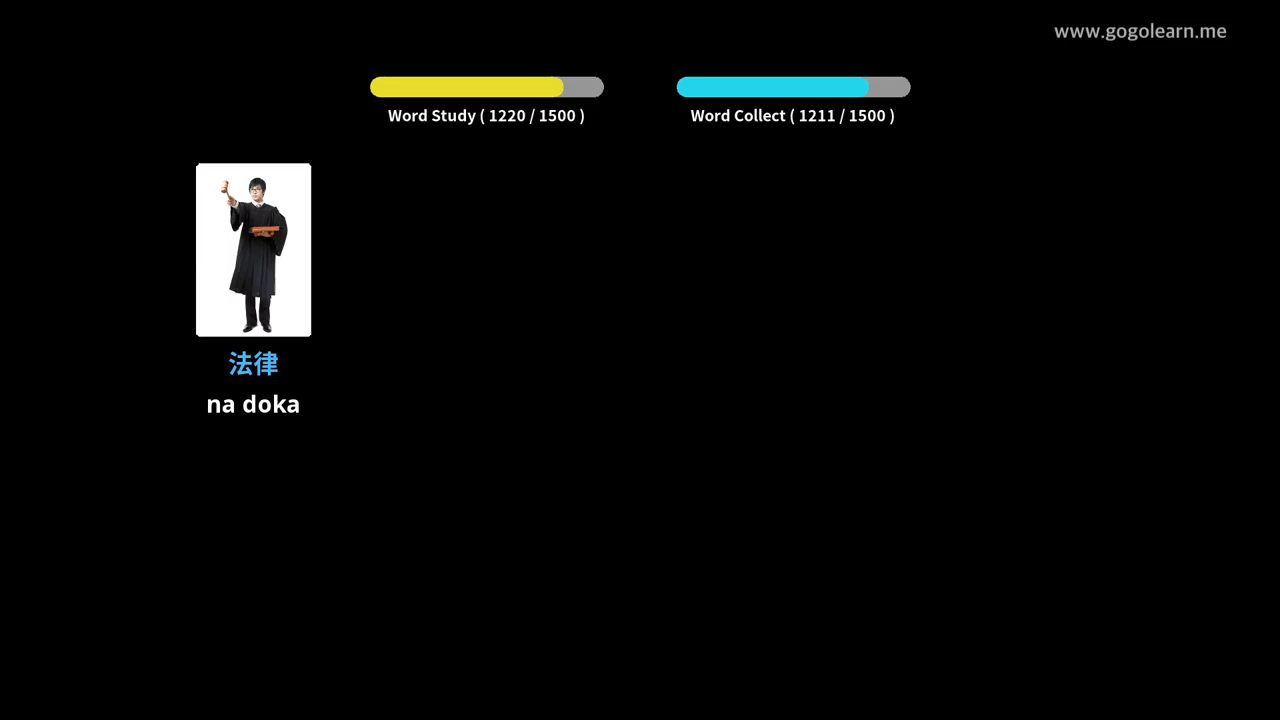 www.gogolearn.me
Word Study ( 1220 / 1500 )
Word Collect ( 1211 / 1500 )
法律
na doka